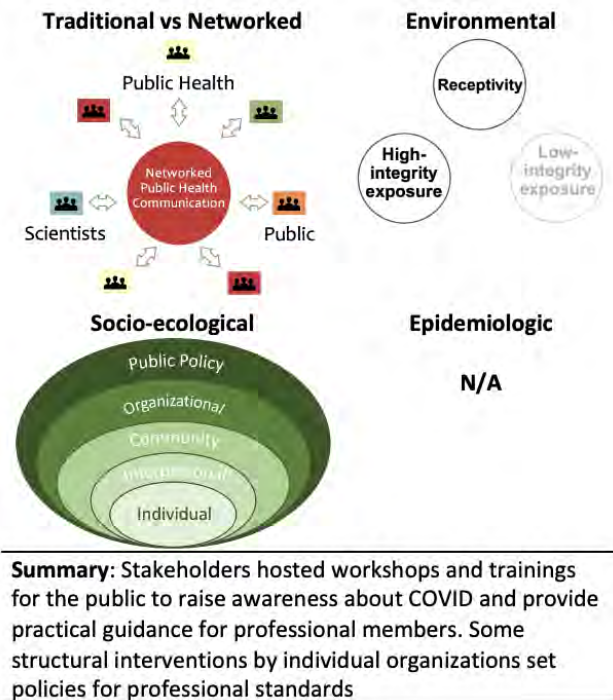 Traditional vs Networked
Public Health
Networked
Public Health
Communication
Scientists
Public
Environmental
Receptivity
High-
integrity
exposure
Low-
integrity
exposure
Socio-ecological
Public Policy
Organizational
Community
Interpersonal
Individual
Epidemiologic
N/A
Summary: Stakeholders hosted workshops and trainings
for the public to raise awareness about COVID and provide
practical guidance for professional members. Some
structural interventions by individual organizations set
policies for professional standards